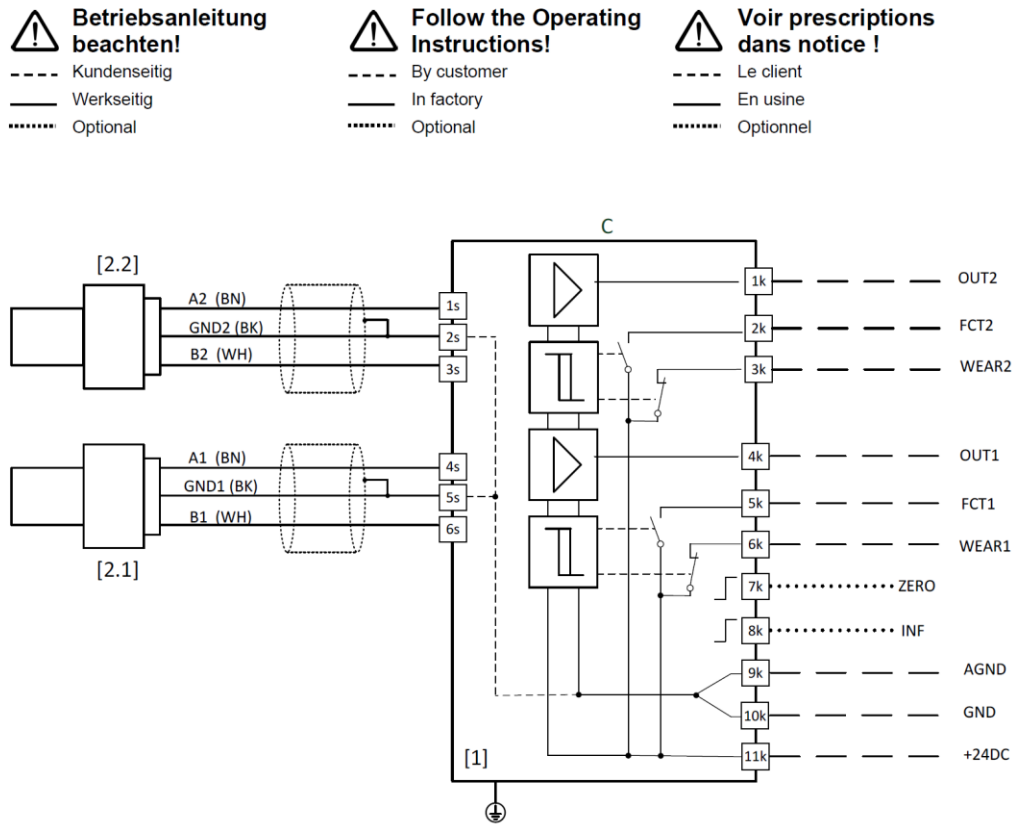 Betriebsanleitung
beachten!
Kundenseitig
Werkseitig
Optional
Follow the Operating
Instructions!
By customer
In factory
Optional
Voir prescriptions
dans notice !
Le client
En usine
Optionnel
C
[2.2]
A2 (BN)
GND2 (BK)
B2 (WH)
1s
2s
3s
A1 (BN)
GND1 (BK)
B1 (WH)
4s
5s
6s
[2.1]
[1]
1k OUT2
2k FCT2
3k WEAR2
4k OUT1
5k FCT1
6k WEAR1
7k ZERO
8k INF
9k AGND
10k GND
11k +24DC